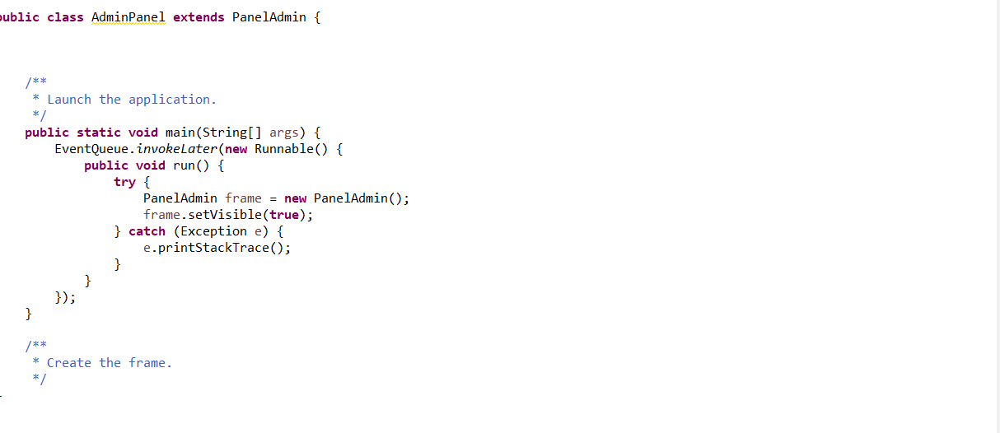 public class AdminPanel extends PanelAdmin {
/**
* Launch the application.
*/
public static void main(String[] args) {
EventQueue.invokeLater(new Runnable() {
public void run() {
try {
PanelAdmin frame = new PanelAdmin();
frame.setVisible(true);
} catch (Exception e) {
e.printStackTrace();
}
}
});
}
/**
* Create the frame.
*/